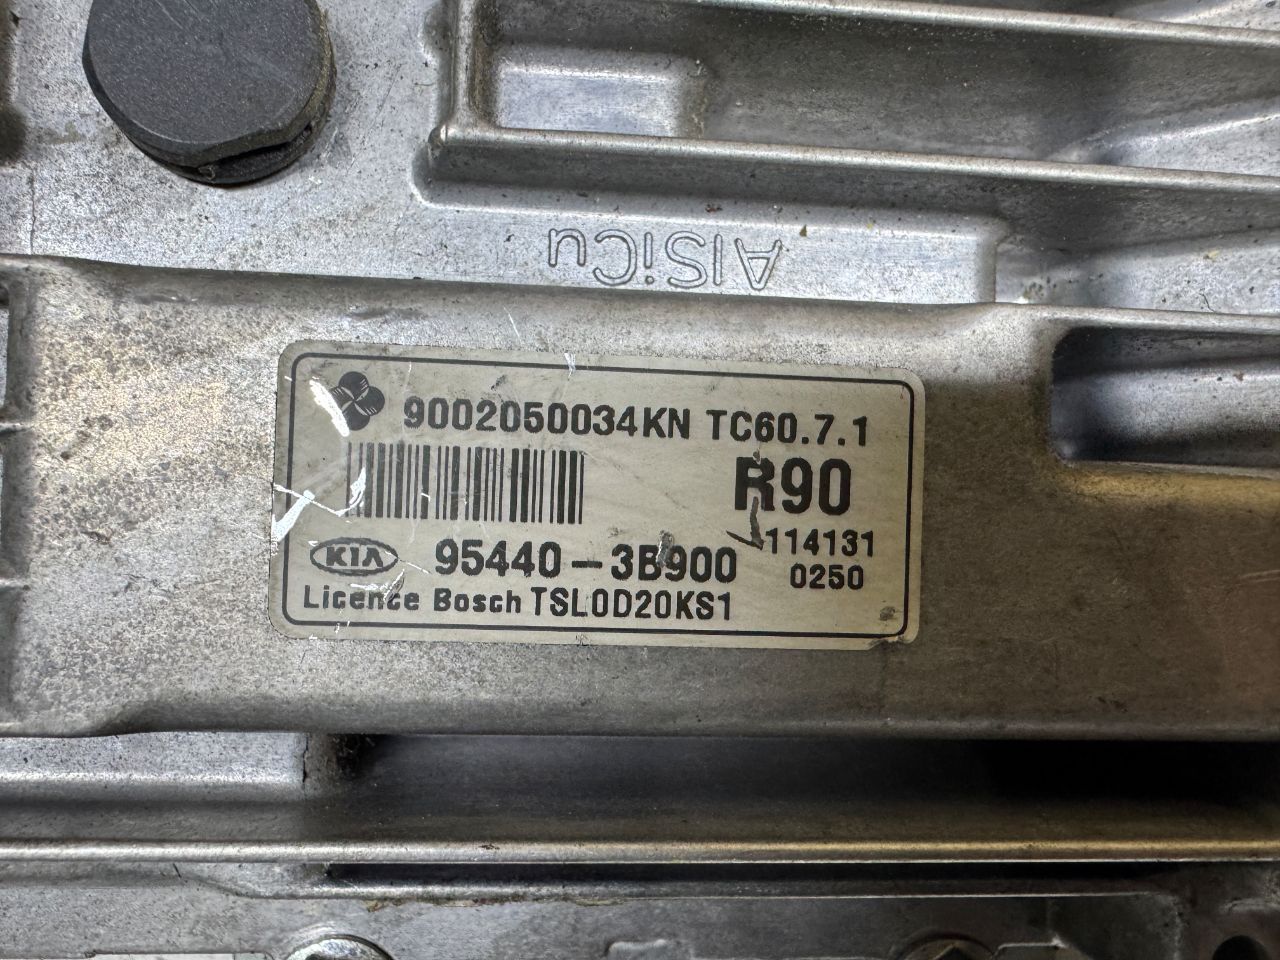 AlSiCu
9002050034KN TC60.7.1
R90
KIA 95440-3B900
114131
0250
Licence Bosch TSL0D20KS1